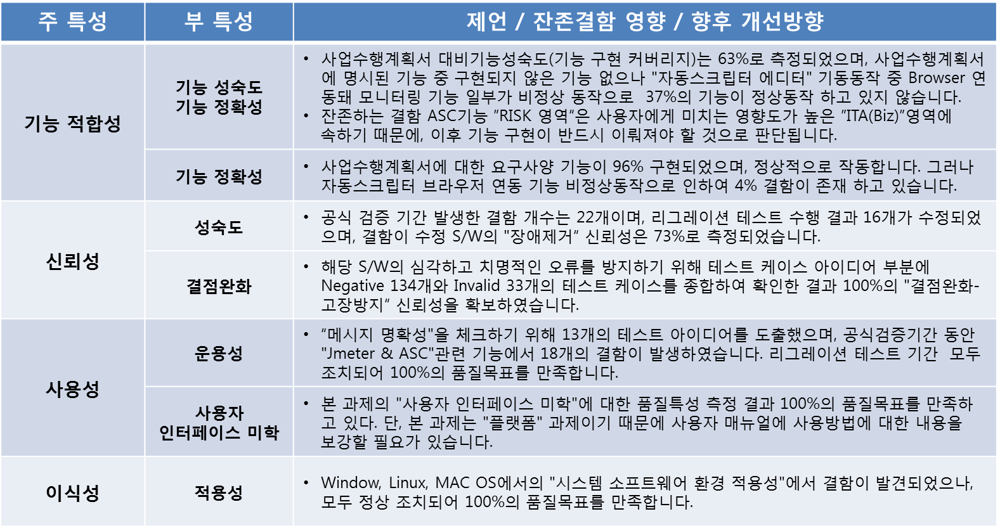 주 특성
부 특성
제언 / 잔존결함 영향 / 향후 개선방향
기능 적합성
기능 성숙도
기능 정확성
• 사업수행계획서 대비기능성숙도(기능 구현 커버리지)는 63%로 측정되었으며, 사업수행계획서
에 명시된 기능 중 구현되지 않은 기능 없으나 "자동스크립터 에디터" 기동동작 중 Browser 연
동돼 모니터링 기능 일부가 비정상 동작으로  37%의 기능이 정상동작 하고 있지 않습니다.
• 잔존하는 결함 ASC기능 “RISK 영역“은 사용자에게 미치는 영향도가 높은 ”ITA(Biz)”영역에
속하기 때문에, 이후 기능 구현이 반드시 이뤄져야 할 것으로 판단됩니다.
기능 정확성
• 사업수행계획서에 대한 요구사양 기능이 96% 구현되었으며, 정상적으로 작동합니다. 그러나
자동스크립터 브라우저 연동 기능 비정상동작으로 인하여 4% 결함이 존재 하고 있습니다.
신뢰성
성숙도
• 공식 검증 기간 발생한 결함 개수는 22개이며, 리그레이션 테스트 수행 결과 16개가 수정되었
으며, 결함이 수정 S/W의 "장애제거“ 신뢰성은 73%로 측정되었습니다.
결점완화
• 해당 S/W의 심각하고 치명적인 오류를 방지하기 위해 테스트 케이스 아이디어 부분에
Negative 134개와 Invalid 33개의 테스트 케이스를 종합하여 확인한 결과 100%의 "결점완화-
고장방지“ 신뢰성을 확보하였습니다.
사용성
운용성
• “메시지 명확성"을 체크하기 위해 13개의 테스트 아이디어를 도출했으며, 공식검증기간 동안
"Jmeter & ASC"관련 기능에서 18개의 결함이 발생하였습니다. 리그레이션 테스트 기간  모두
조치되어 100%의 품질목표를 만족합니다.
사용자
인터페이스 미학
• 본 과제의 "사용자 인터페이스 미학"에 대한 품질특성 측정 결과 100%의 품질목표를 만족하
고 있다. 단, 본 과제는 "플랫폼" 과제이기 때문에 사용자 매뉴얼에 사용방법에 대한 내용을
보강할 필요가 있습니다.
이식성
적용성
• Window, Linux, MAC OS에서의 "시스템 소프트웨어 환경 적용성"에서 결함이 발견되었으나,
모두 정상 조치되어 100%의 품질목표를 만족합니다.